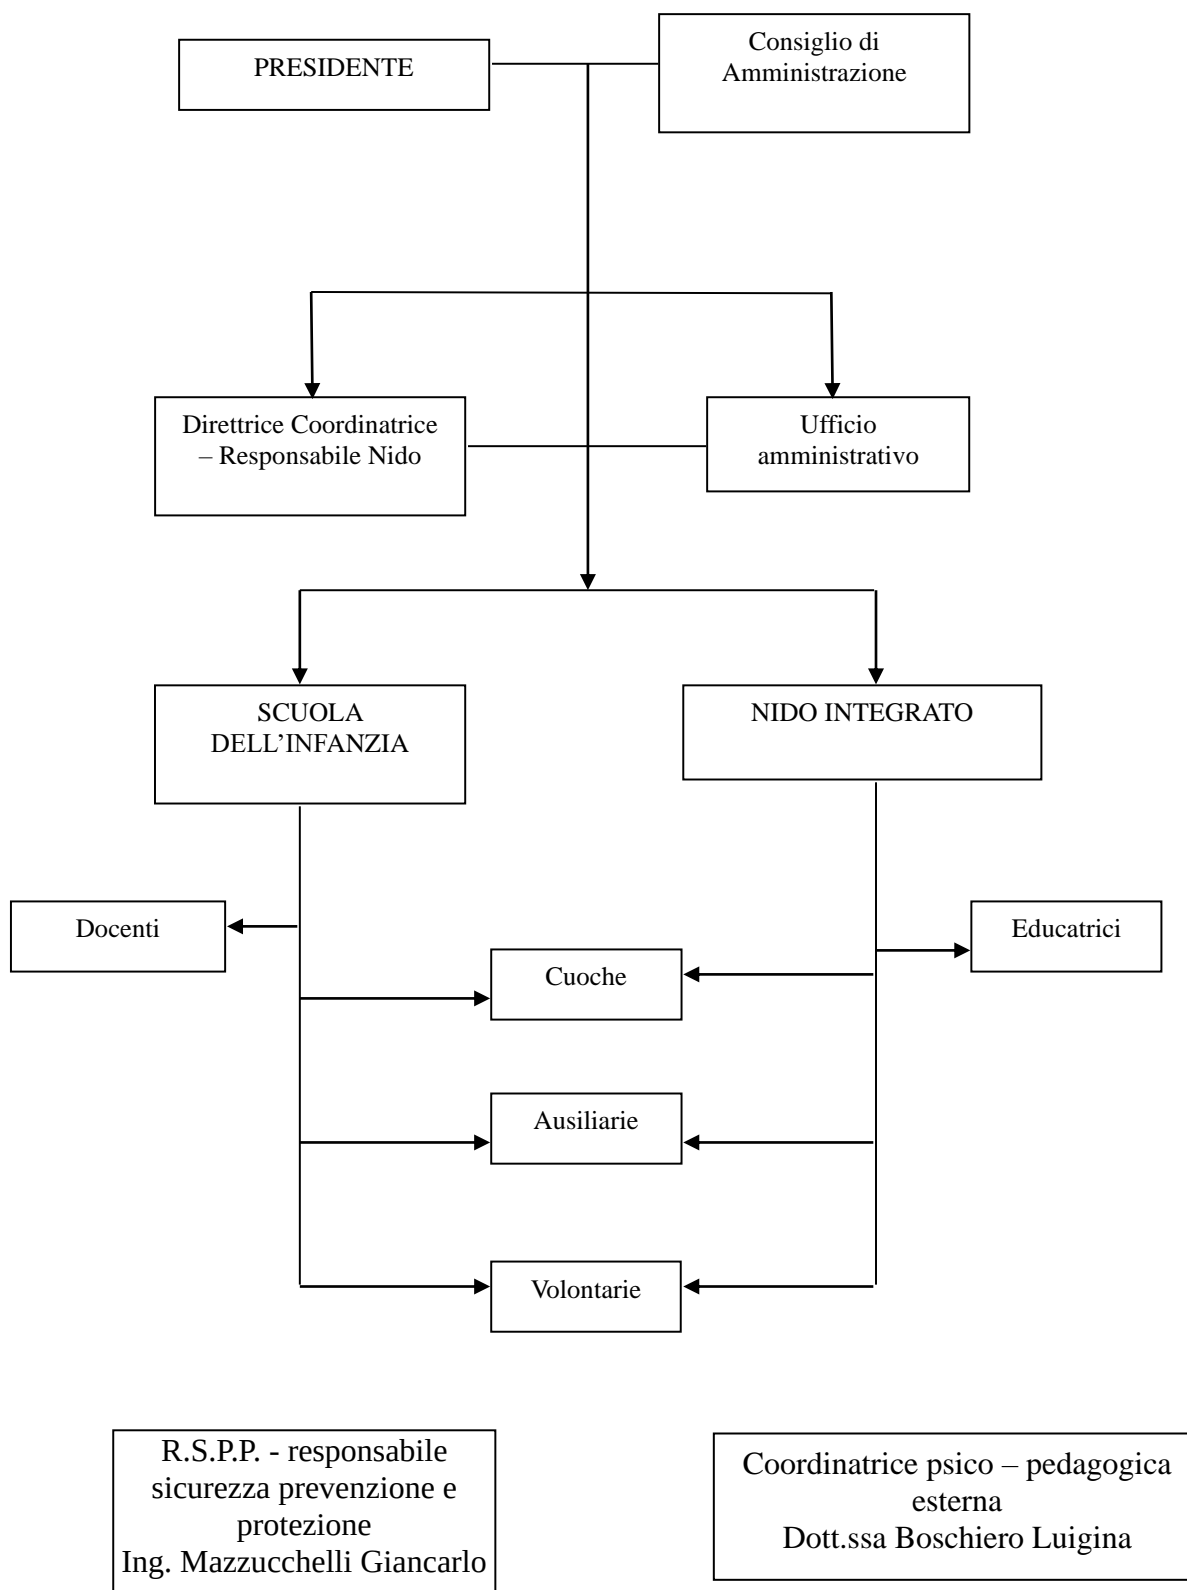 PRESIDENTE
Consiglio di
Amministrazione
Direttrice Coordinatrice
– Responsabile Nido
Ufficio
amministrativo
SCUOLA
DELL’INFANZIA
NIDO INTEGRATO
Docenti
Educatrici
Cuoche
Ausiliarie
Volontarie
R.S.P.P. - responsabile
sicurezza prevenzione e
protezione
Ing. Mazzucchelli Giancarlo
Coordinatrice psico – pedagogica
esterna
Dott.ssa Boschiero Luigina